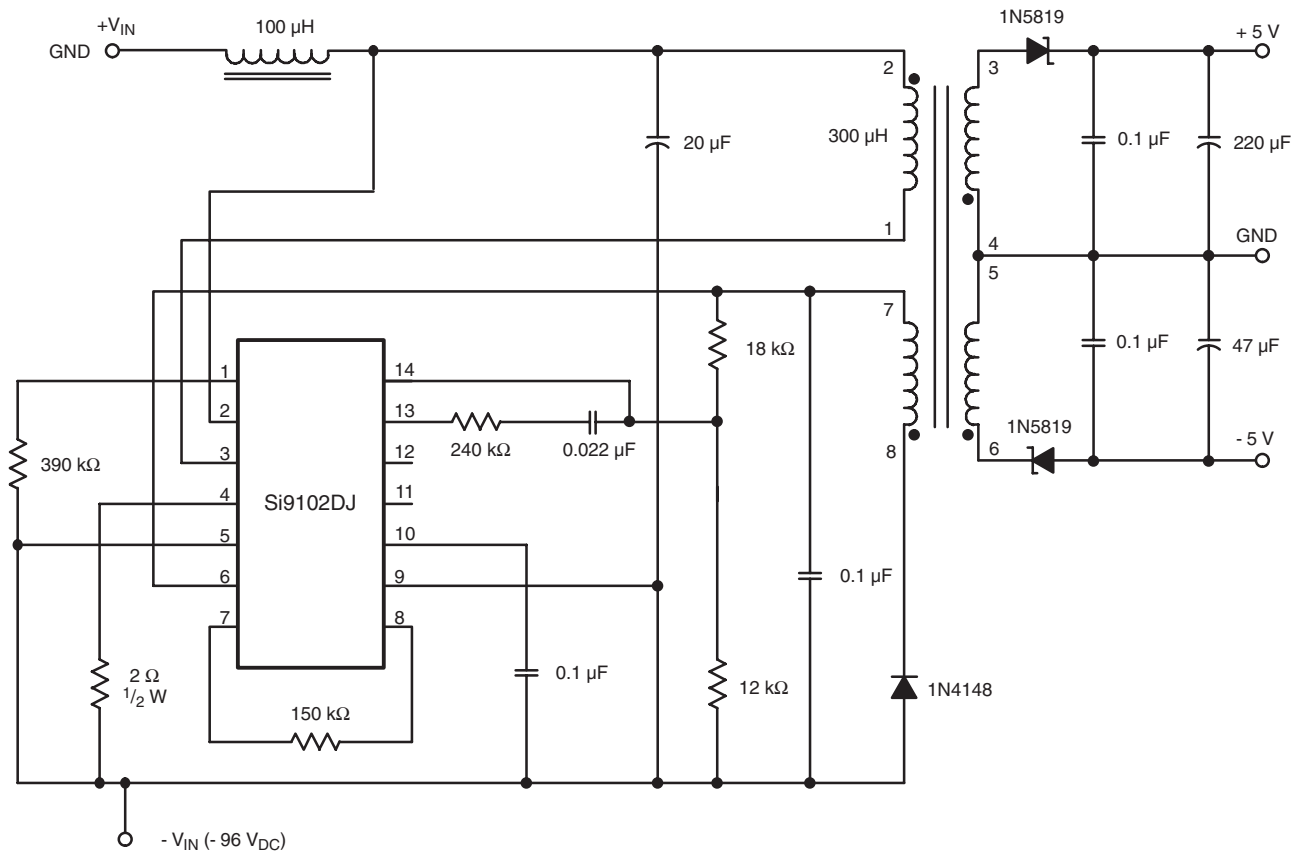 +VIN
GND
100 µH
1N5819
+ 5 V
2
3
300 µH
20 µF
0.1 µF
220 µF
1
4
GND
5
7
18 kΩ
0.1 µF
47 µF
1
14
2
13
240 kΩ
0.022 µF
1N5819
390 kΩ
3
12
8
6
- 5 V
4
11
Si9102DJ
5
10
6
9
0.1 µF
7
8
2 Ω
1/2 W
0.1 µF
12 kΩ
1N4148
150 kΩ
- VIN (- 96 VDC)